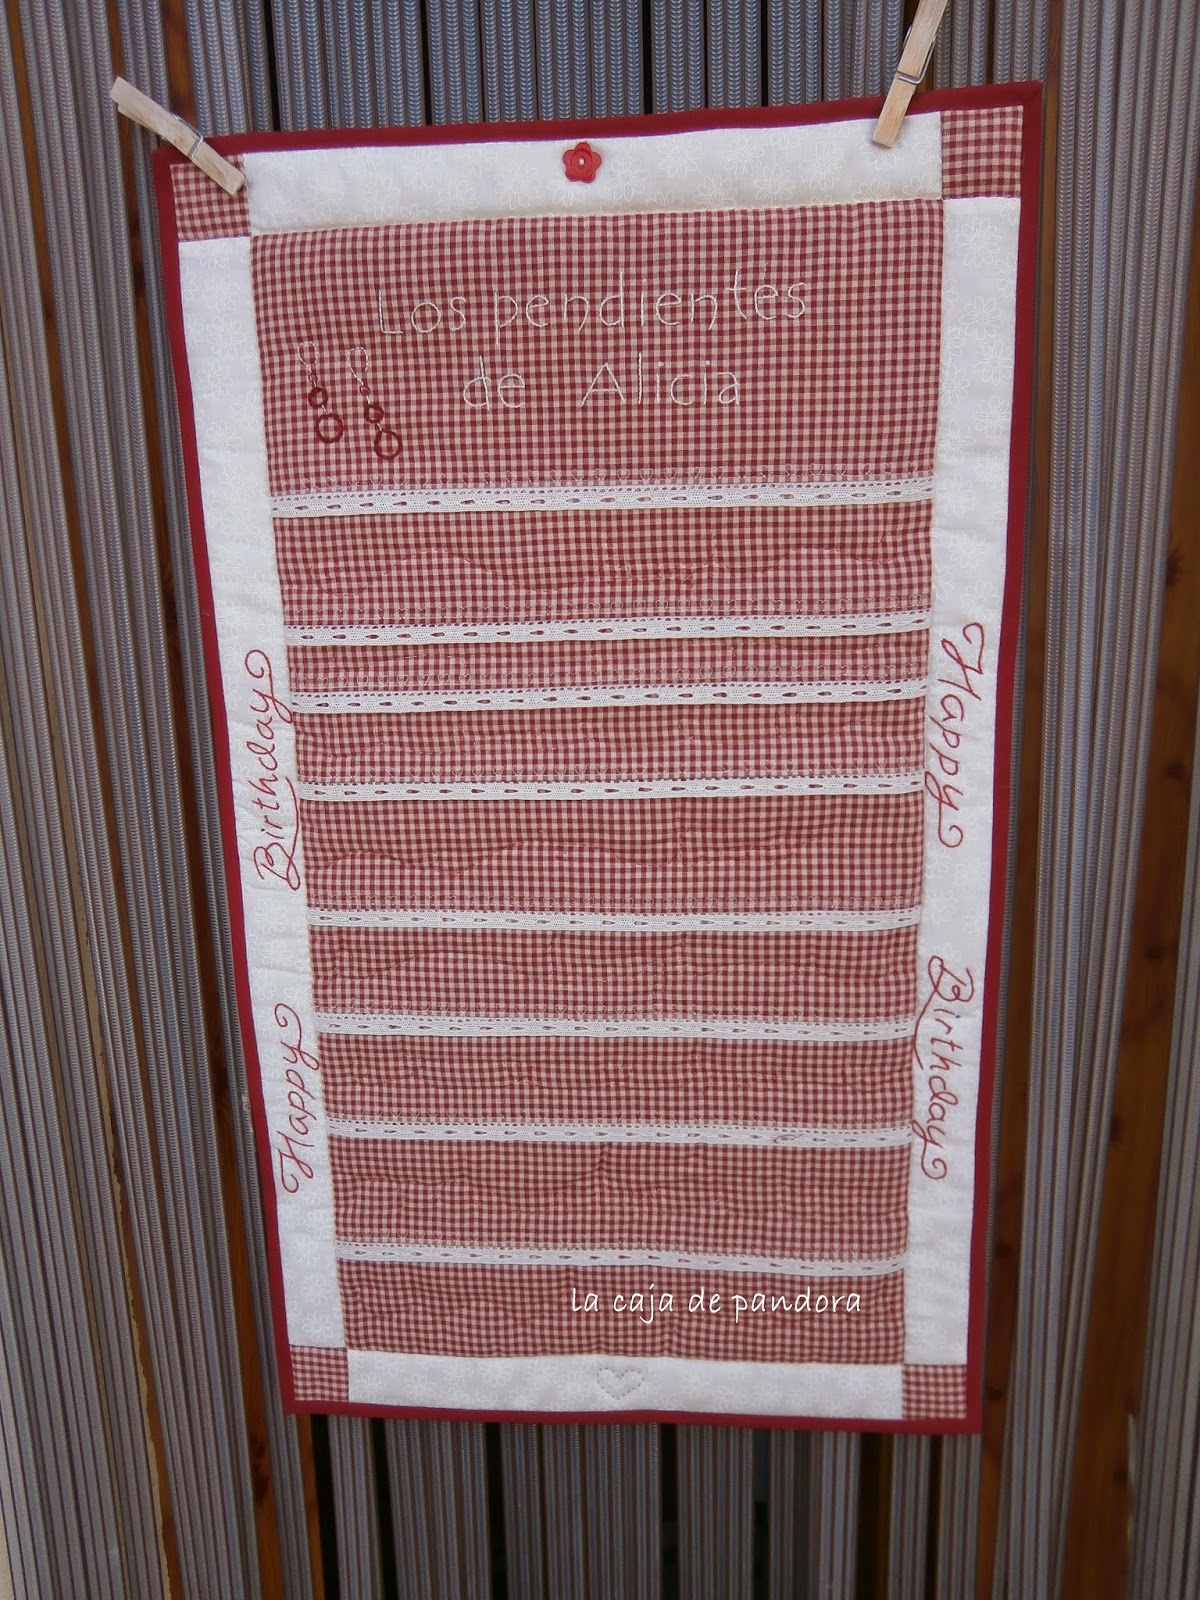 Los pendientes
de Alicia
Happy Birthday
Happy Birthday
la caja de pandora